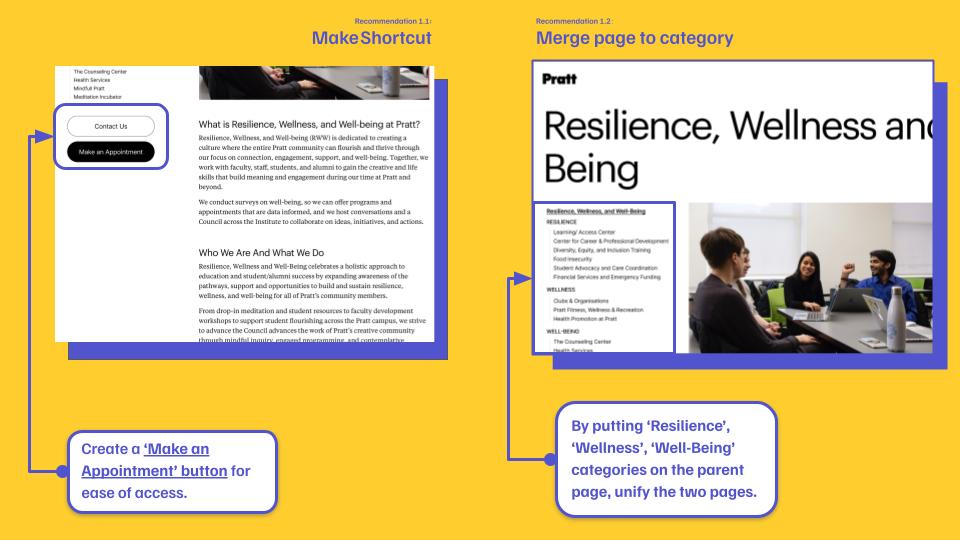 Recommendation 1.1:
Make Shortcut
The Counseling Center
Health Services
Mindful Pratt
Meditation Incubator
Contact Us
Make an Appointment
What is Resilience, Wellness, and Well-being at Pratt?
Resilience, Wellness, and Well-being (RWW) is dedicated to creating a
culture where the entire Pratt community can flourish and thrive through
our focus on connection, engagement, support, and well-being. Together, we
work with faculty, staff, students, and alumni to gain the creative and life
skills that build meaning and engagement during our time at Pratt and
beyond.
We conduct surveys on well-being, so we can offer programs and
appointments that are data informed, and we host conversations and a
Council across the Institute to collaborate on ideas, initiatives, and actions.
Who We Are And What We Do
Resilience, Wellness and Well-Being celebrates a holistic approach to
education and student/alumni success by expanding awareness of the
pathways, support and opportunities to build and sustain resilience,
wellness, and well-being for all of Pratt's community members.
From drop-in meditation and student resources to faculty development
workshops to support student flourishing across the Pratt campus, we strive
to advance the Council advances the work of Pratt's creative community
through mindful inquiry, engaged programming, and contemplative
Create a ‘Make an
Appointment’ button for
ease of access.
Recommendation 1.2:
Merge page to category
Pratt
Resilience, Wellness and
Being
Resilience, Wellness, and Well-Being
RESILIENCE
Learning/ Access Center
Center for Career & Professional Development
Diversity, Equity, and Inclusion Training
Food Insecurity
Student Advocacy and Care Coordination
Financial Services and Emergency Funding
WELLNESS
Clubs & Organisations
Pratt Fitness, Wellness & Recreation
Health Promotion at Pratt
WELL-BEING
The Counseling Center
Health Services
By putting ‘Resilience’,
‘Wellness’, ‘Well-Being’
categories on the parent
page, unify the two pages.